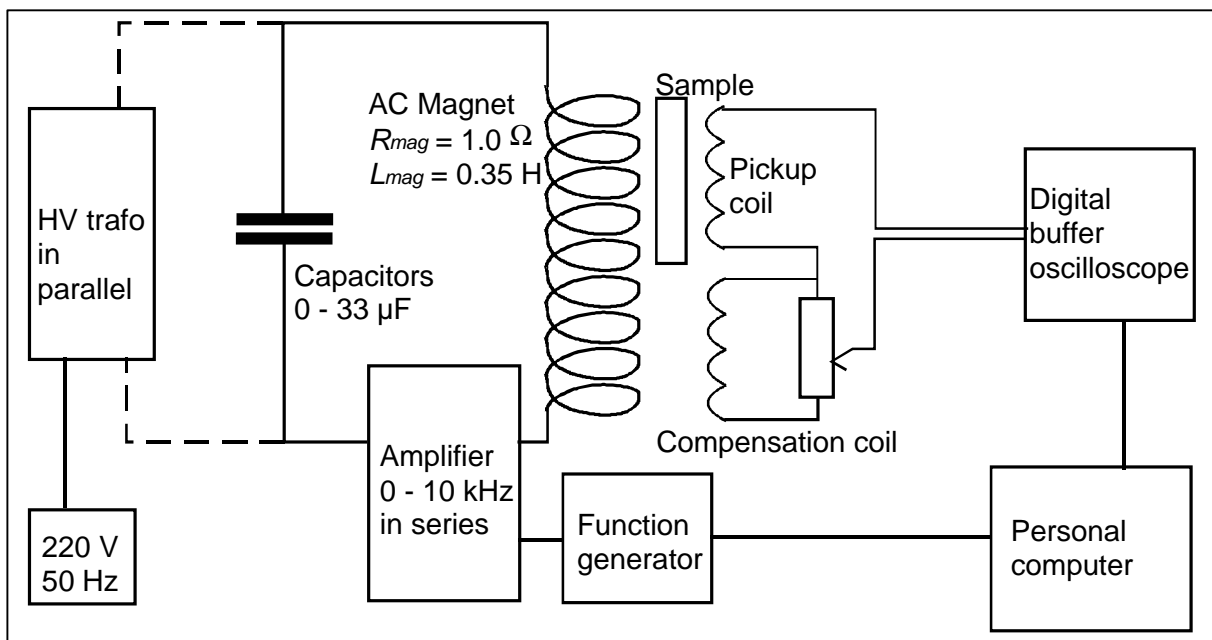 HV trafo
in
parallel
220 V
50 Hz
Capacitors
0 - 33 µF
AC Magnet
Rmag = 1.0 Ω
Lmag = 0.35 H
Amplifier
0 - 10 kHz
in series
Sample
Pickup
coil
Compensation coil
Function
generator
Digital
buffer
oscilloscope
Personal
computer